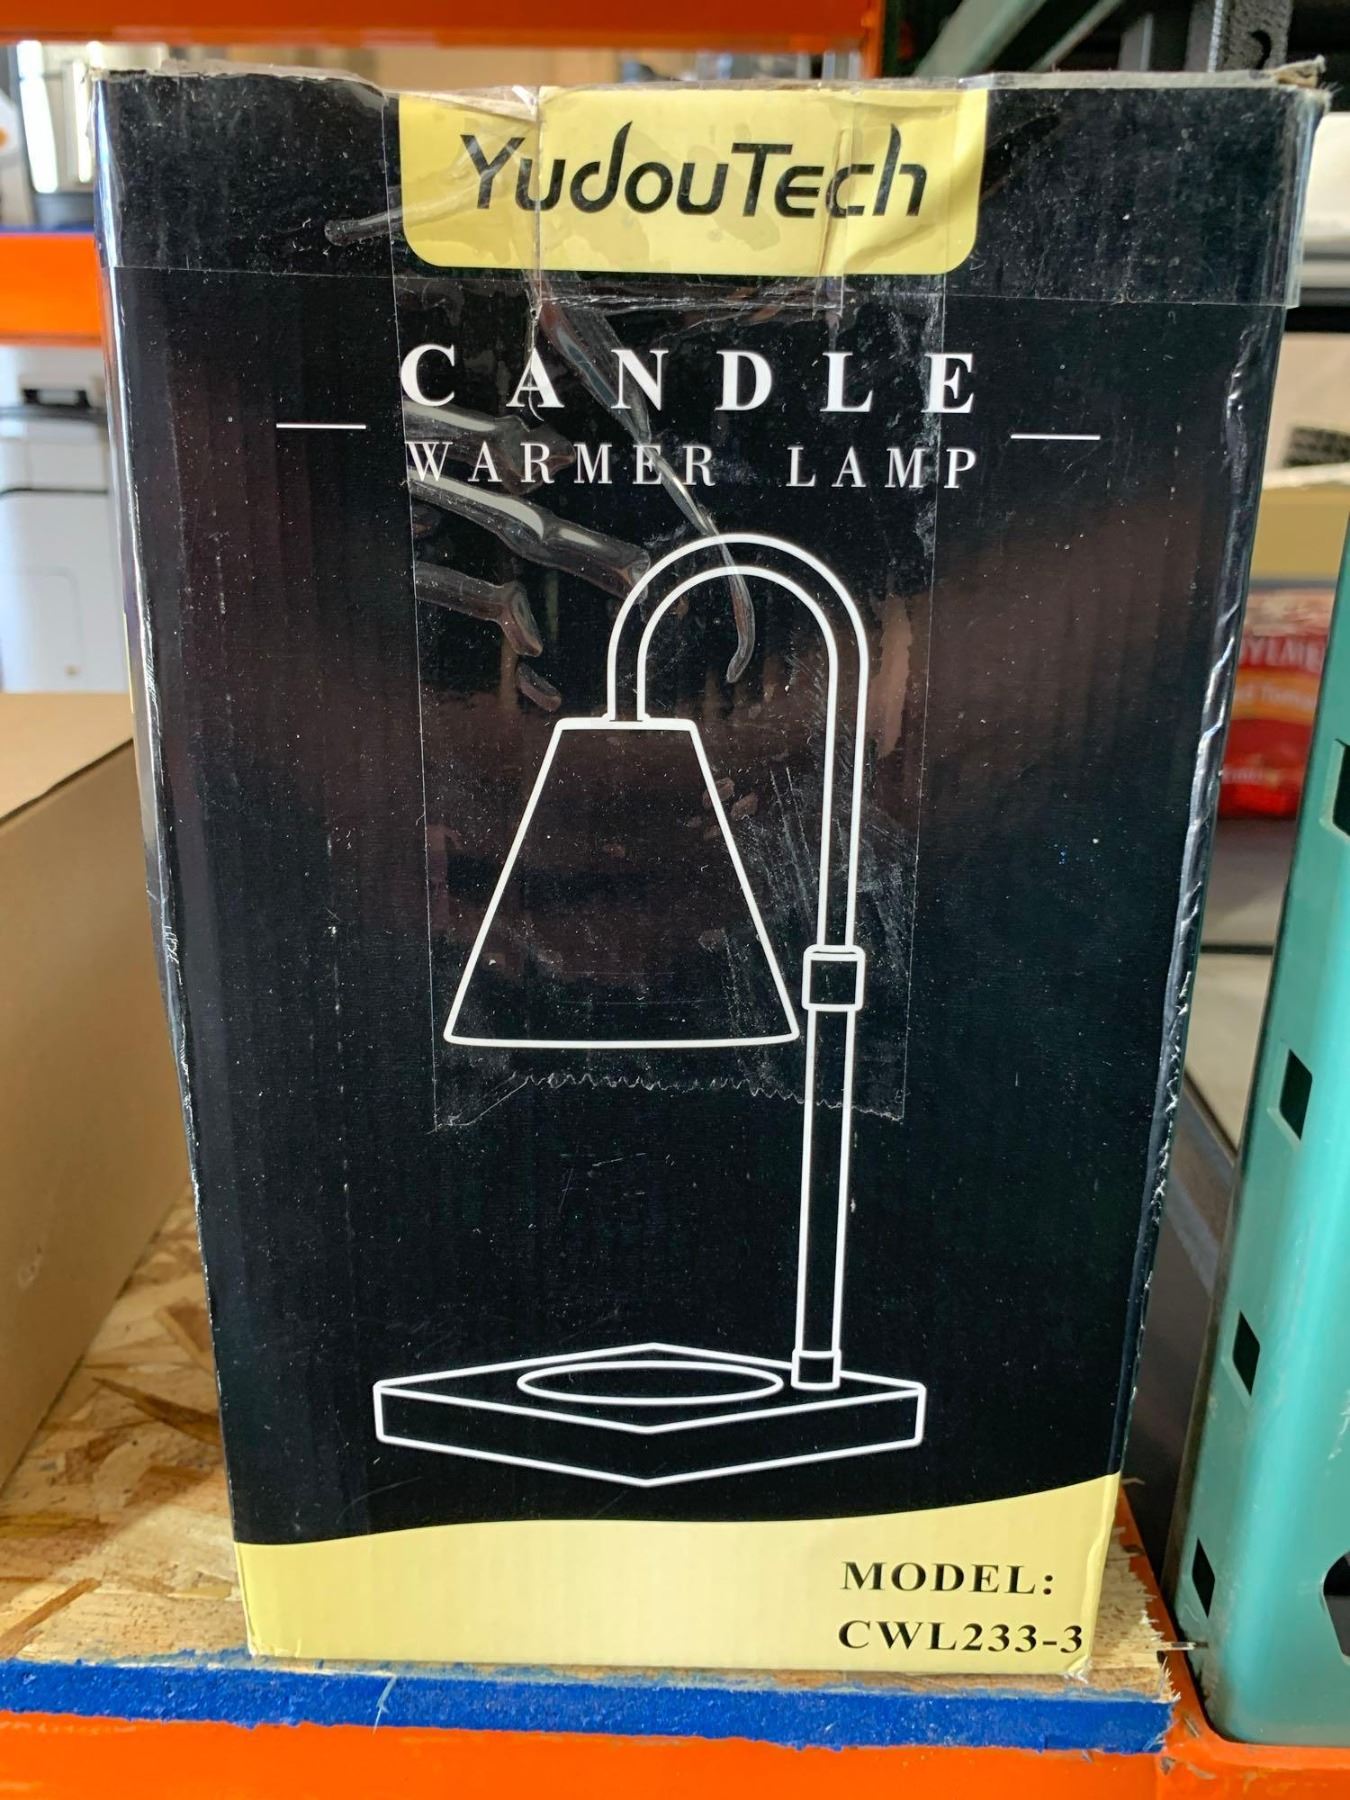 YudouTech
CANDLE
WARMER LAMP
MODEL:
CWL233-3